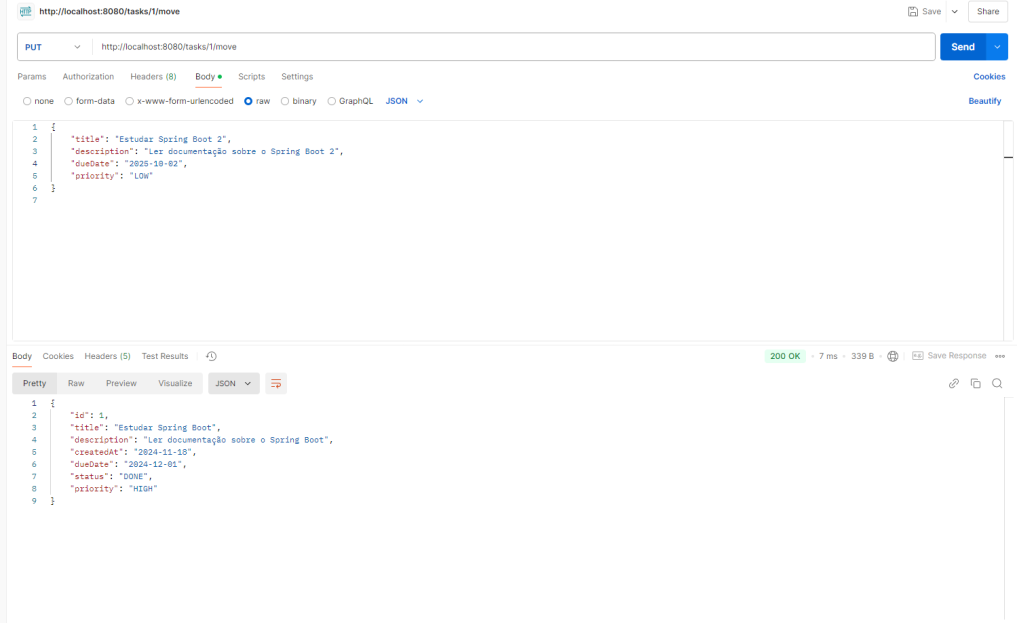 HTTP http://localhost:8080/tasks/1/move Save Share
PUT http://localhost:8080/tasks/1/move Send
Params Authorization Headers (8) Body Scripts Settings Cookies
none form-data x-www-form-urlencoded raw binary GraphQL JSON Beautify
1 {
2 "title": "Estudar Spring Boot 2",
3 "description": "Ler documentação sobre o Spring Boot 2",
4 "dueDate": "2025-10-02",
5 "priority": "LOW"
6 }
7
Body Cookies Headers (5) Test Results 200 OK · 7 ms · 339 B · Save Response
Pretty Raw Preview Visualize JSON
1 {
2 "id": 1,
3 "title": "Estudar Spring Boot",
4 "description": "Ler documentação sobre o Spring Boot",
5 "createdAt": "2024-11-18",
6 "dueDate": "2024-12-01",
7 "status": "DONE",
8 "priority": "HIGH"
9 }